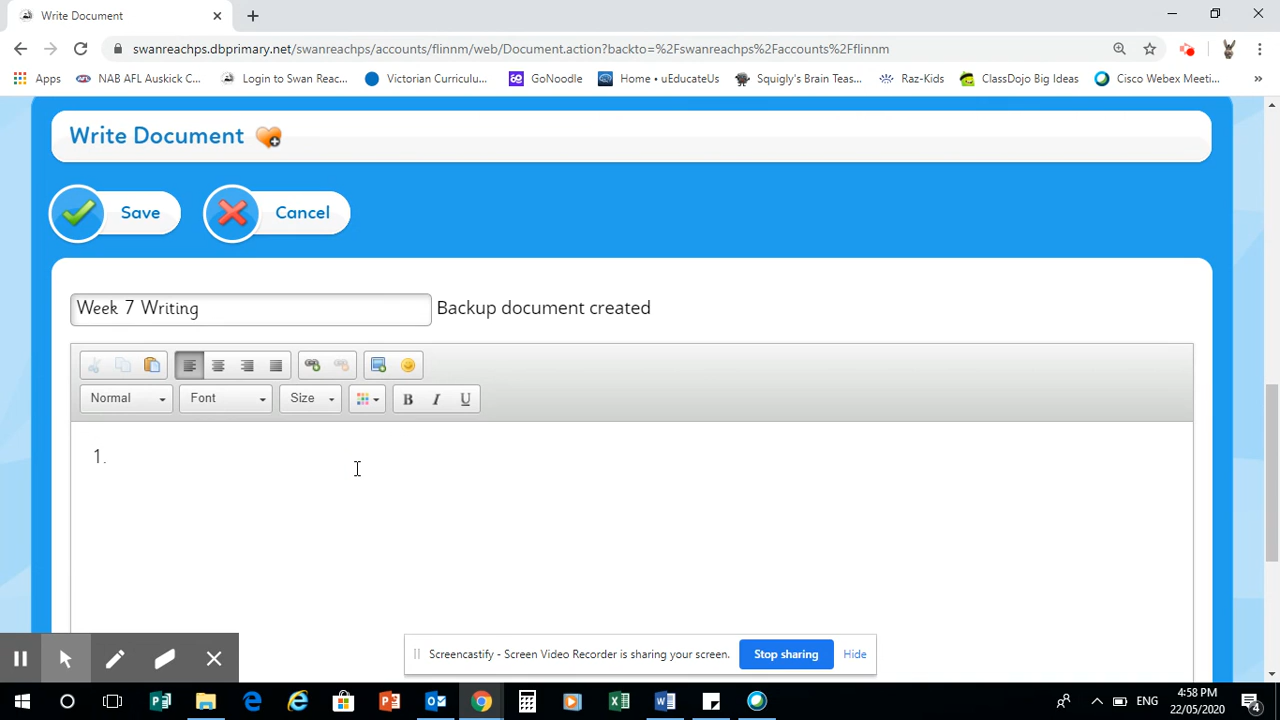 Write Document
swanreachps.dbprimary.net/swanreachps/accounts/flinnm/web/Document.action?backto=%2Fswanreachps%2Faccounts%2Fflinnm
Apps NAB AFL Auskick C... Login to Swan Reac... Victorian Curriculu... GoNoodle Home • uEducateUs Squigly's Brain Teas... Raz-Kids ClassDojo Big Ideas Cisco Webex Meeti... »
Write Document
Save Cancel
Week 7 Writing Backup document created
Normal Font Size B I U
1.
Screencastify - Screen Video Recorder is sharing your screen. Stop sharing Hide
ENG 4:58 PM
22/05/2020 4